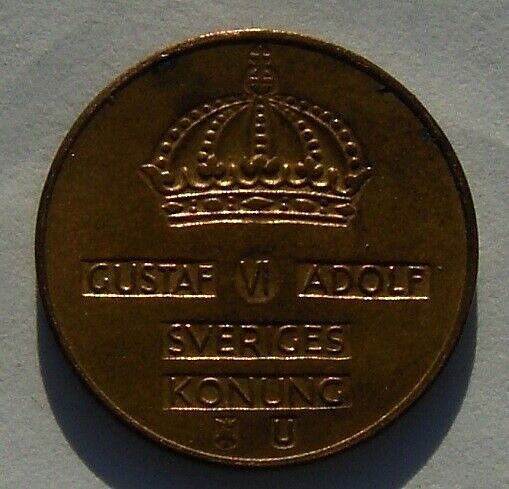 GUSTAF VI ADOLF
SVERIGES
KONUNG
U